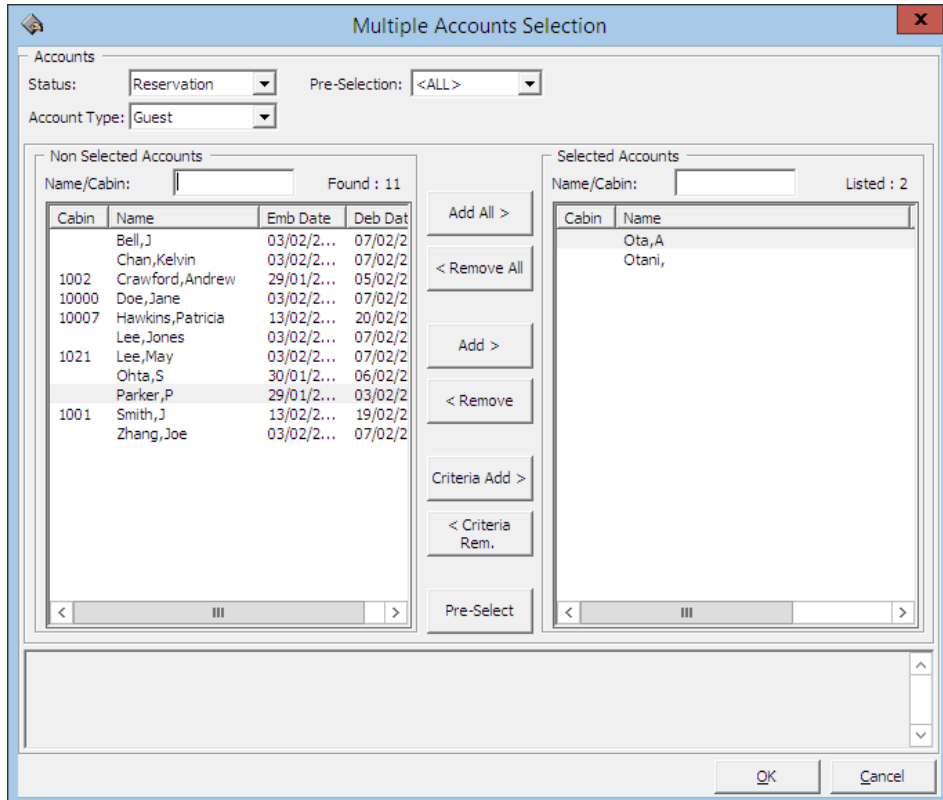 Multiple Accounts Selection
x
Accounts
Status: Reservation Pre-Selection: <ALL>
Account Type: Guest
Non Selected Accounts
Name/Cabin: Found : 11
Cabin Name Emb Date Deb Dat
Bell,J 03/02/2... 07/02/2
Chan,Kelvin 03/02/2... 07/02/2
1002 Crawford,Andrew 29/01/2... 05/02/2
10000 Doe,Jane 03/02/2... 07/02/2
10007 Hawkins,Patricia 13/02/2... 20/02/2
Lee,Jones 03/02/2... 07/02/2
1021 Lee,May 03/02/2... 07/02/2
Ohta,S 30/01/2... 06/02/2
Parker,P 29/01/2... 03/02/2
1001 Smith,J 13/02/2... 19/02/2
Zhang,Joe 03/02/2... 07/02/2
Add All >
< Remove All
Add >
< Remove
Criteria Add >
< Criteria
Rem.
Pre-Select
Selected Accounts
Name/Cabin: Listed : 2
Cabin Name
Ota,A
Otani,
OK Cancel